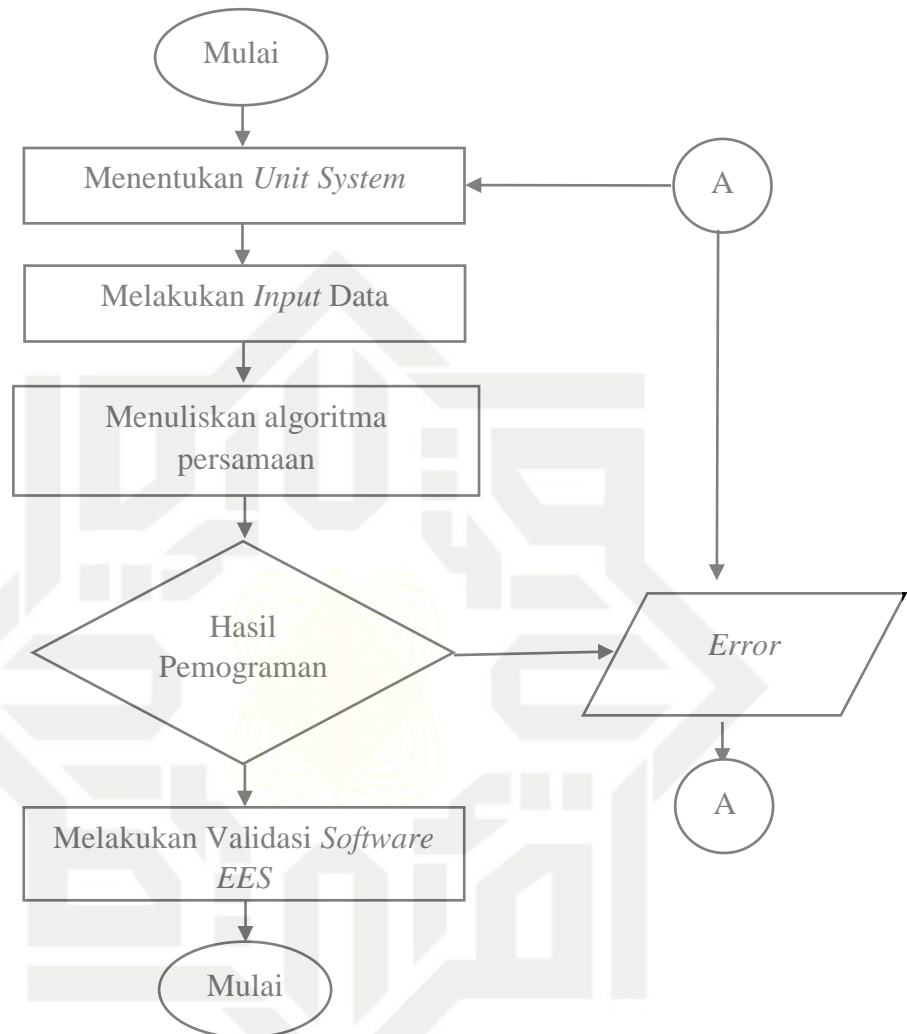 Mulai
Menentukan Unit System
A
Melakukan Input Data
Menuliskan algoritma
persamaan
Hasil
Pemograman
Error
A
Melakukan Validasi Software
EES
Mulai